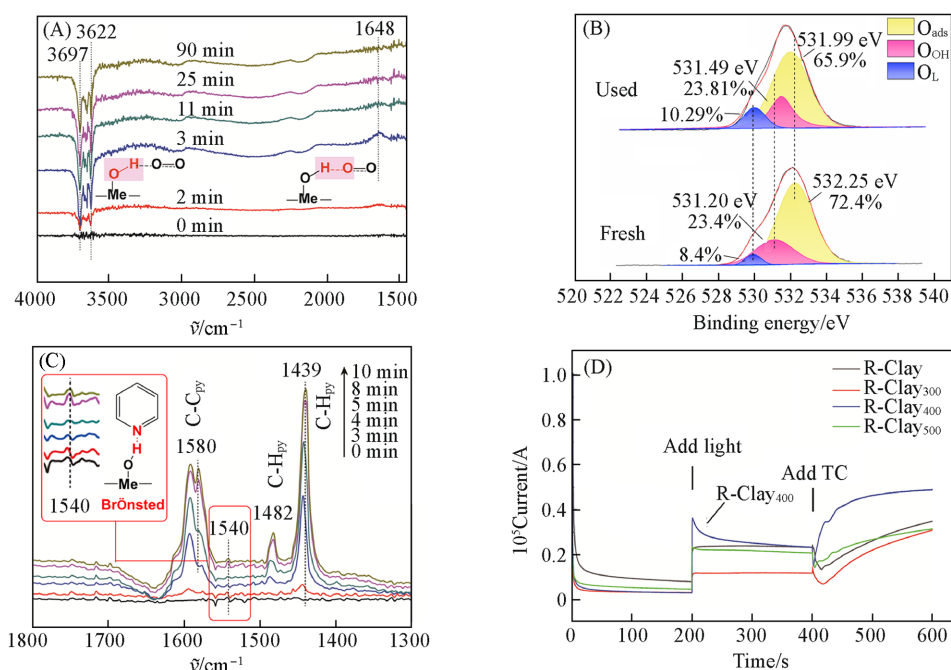 (A)
3622
3697
1648
90 min
25 min
11 min
3 min
2 min
0 min
H
O
O
O
Me
H
O
O
O
Me
4000
3500
3000
2500
2000
1500
ṽ/cm⁻¹
(B)
O_ads
O_OH
O_L
Used
531.99 eV
65.9%
531.49 eV
23.81%
10.29%
Fresh
532.25 eV
72.4%
531.20 eV
23.4%
8.4%
520 522 524 526 528 530 532 534 536 538 540
Binding energy/eV
(C)
1540
N
H
O
Me
BrÖnsted
C-C_py
1580
1540
C-H_py
1482
1439
C-H_py
10 min
8 min
5 min
4 min
3 min
0 min
1800
1700
1600
1500
1400
1300
ṽ/cm⁻¹
(D)
R-Clay
R-Clay₃₀₀
R-Clay₄₀₀
R-Clay₅₀₀
Add light
R-Clay₄₀₀
Add TC
10⁵Current/A
1.0
0.8
0.6
0.4
0.2
0
0 100 200 300 400 500 600
Time/s